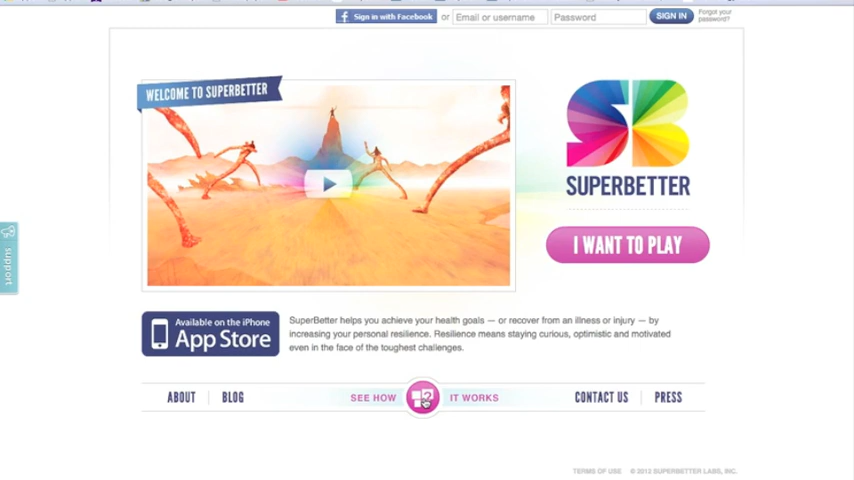 Sign in with Facebook or Email or username Password SIGN IN Forgot your password?
WELCOME TO SUPERBETTER
SB
SUPERBETTER
I WANT TO PLAY
support
Available on the iPhone
App Store
SuperBetter helps you achieve your health goals — or recover from an illness or injury — by
increasing your personal resilience. Resilience means staying curious, optimistic and motivated
even in the face of the toughest challenges.
ABOUT BLOG SEE HOW IT WORKS CONTACT US PRESS
TERMS OF USE © 2012 SUPERBETTER LABS, INC.